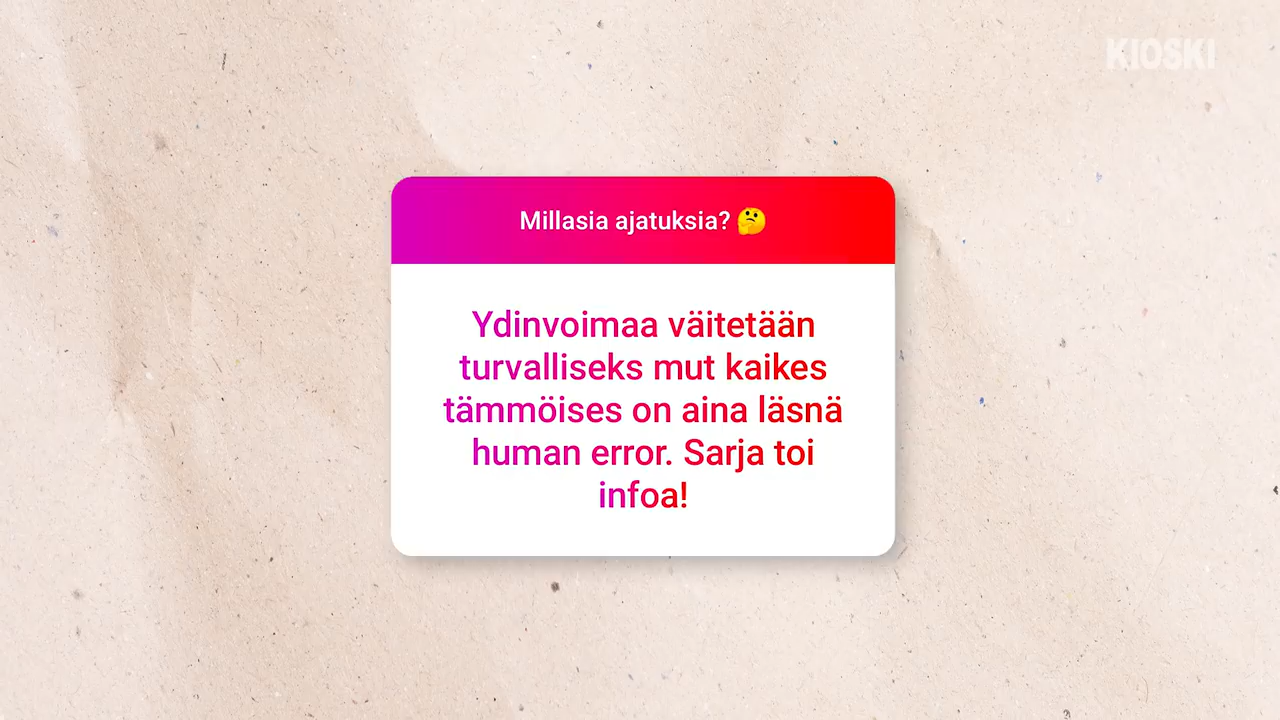 KIOSKI
Millasia ajatuksia? 🤔
Ydinvoimaa väitetään
turvalliseks mut kaikes
tämmöises on aina läsnä
human error. Sarja toi
infoa!